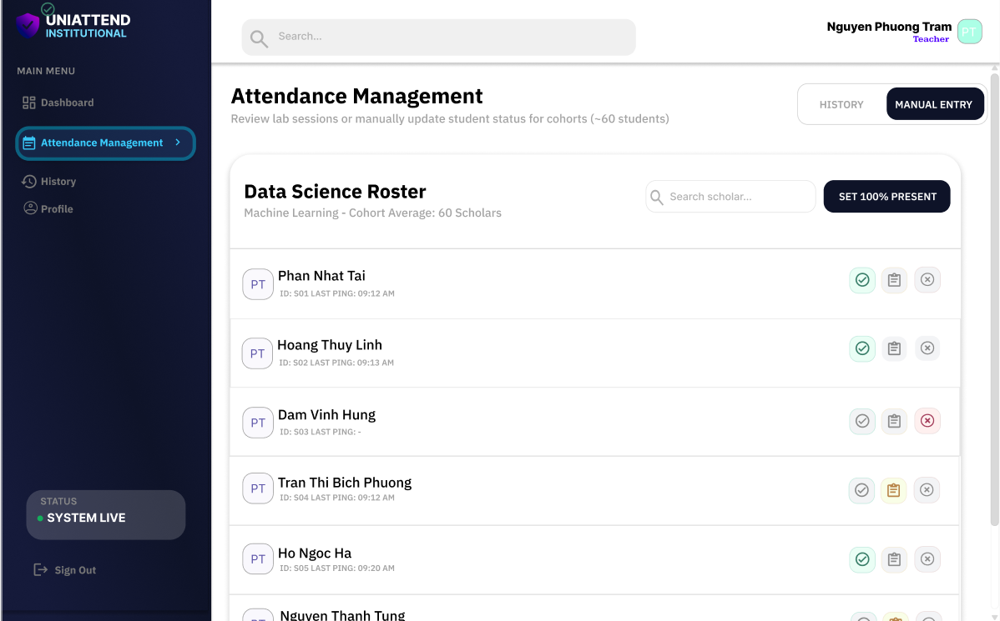 UNIATTEND
INSTITUTIONAL
MAIN MENU
Dashboard
Attendance Management
History
Profile
STATUS
SYSTEM LIVE
Sign Out
Search...
Nguyen Phuong Tram
Teacher
PT
Attendance Management
Review lab sessions or manually update student status for cohorts (~60 students)
HISTORY
MANUAL ENTRY
Data Science Roster
Machine Learning - Cohort Average: 60 Scholars
Search scholar...
SET 100% PRESENT
PT
Phan Nhat Tai
ID: S01 LAST PING: 09:12 AM
PT
Hoang Thuy Linh
ID: S02 LAST PING: 09:13 AM
PT
Dam Vinh Hung
ID: S03 LAST PING: -
PT
Tran Thi Bich Phuong
ID: S04 LAST PING: 09:12 AM
PT
Ho Ngoc Ha
ID: S05 LAST PING: 09:20 AM
PT
Nguyen Thanh Tung